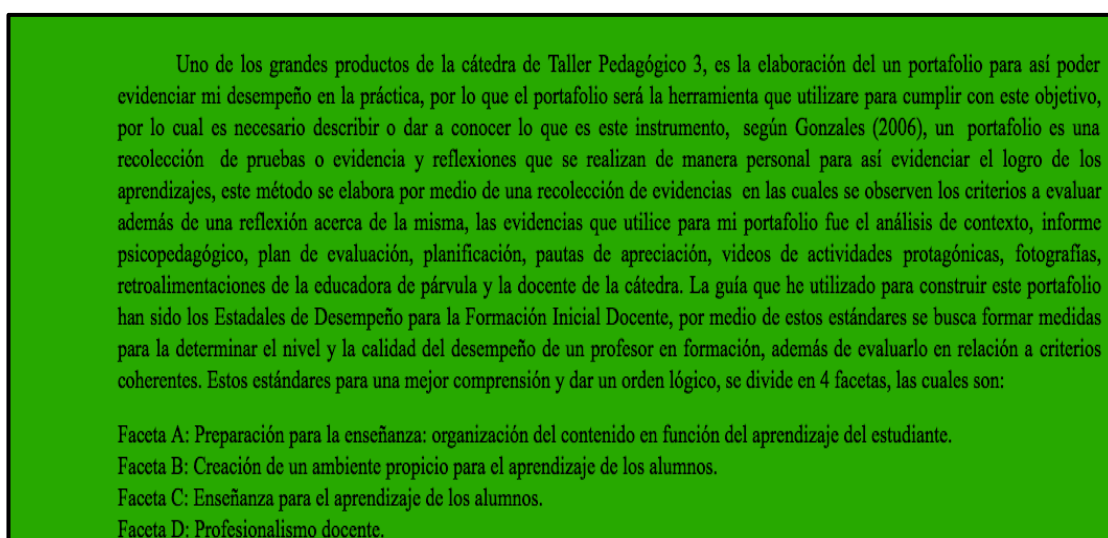 Uno de los grandes productos de la cátedra de Taller Pedagógico 3, es la elaboración del un portafolio para así poder
evidenciar mi desempeño en la práctica, por lo que el portafolio será la herramienta que utilizare para cumplir con este objetivo,
por lo cual es necesario describir o dar a conocer lo que es este instrumento, según Gonzales (2006), un portafolio es una
recolección de pruebas o evidencia y reflexiones que se realizan de manera personal para así evidenciar el logro de los
aprendizajes, este método se elabora por medio de una recolección de evidencias en las cuales se observen los criterios a evaluar
además de una reflexión acerca de la misma, las evidencias que utilice para mi portafolio fue el análisis de contexto, informe
psicopedagógico, plan de evaluación, planificación, pautas de apreciación, videos de actividades protagónicas, fotografías,
retroalimentaciones de la educadora de párvula y la docente de la cátedra. La guía que he utilizado para construir este portafolio
han sido los Estadales de Desempeño para la Formación Inicial Docente, por medio de estos estándares se busca formar medidas
para la determinar el nivel y la calidad del desempeño de un profesor en formación, además de evaluarlo en relación a criterios
coherentes. Estos estándares para una mejor comprensión y dar un orden lógico, se divide en 4 facetas, las cuales son:
Faceta A: Preparación para la enseñanza: organización del contenido en función del aprendizaje del estudiante.
Faceta B: Creación de un ambiente propicio para el aprendizaje de los alumnos.
Faceta C: Enseñanza para el aprendizaje de los alumnos.
Faceta D: Profesionalismo docente.